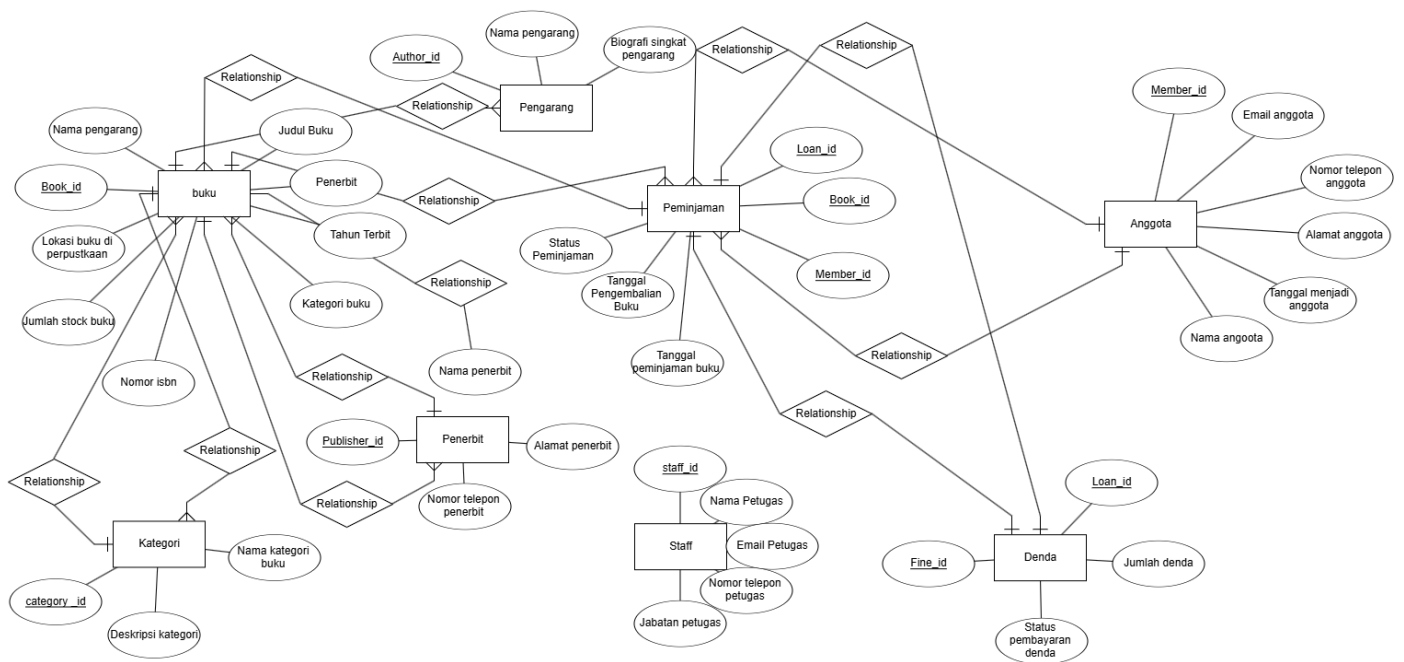 Nama pengarang
Biografi singkat
pengarang
Author_id
Relationship
Relationship
Relationship
Relationship
Pengarang
Relationship
Member_id
Email anggota
Nama pengarang
Judul Buku
Loan_id
Book_id
buku
Penerbit
Relationship
Peminjaman
Book_id
Nomor telepon
anggota
Anggota
Alamat anggota
Lokasi buku di
perpustkaan
Tahun Terbit
Status
Peminjaman
Member_id
Tanggal
Pengembalian
Buku
Relationship
Kategori buku
Tanggal menjadi
anggota
Jumlah stock buku
Nama angoota
Relationship
Tanggal
peminjaman buku
Nomor isbn
Relationship
Nama penerbit
Relationship
Publisher_id
Penerbit
Alamat penerbit
Relationship
Relationship
Relationship
Nomor telepon
penerbit
staff_id
Loan_id
Nama Petugas
Kategori
Nama kategori
buku
Staff
Email Petugas
Fine_id
Denda
Jumlah denda
category _id
Nomor telepon
petugas
Deskripsi kategori
Jabatan petugas
Status
pembayaran
denda